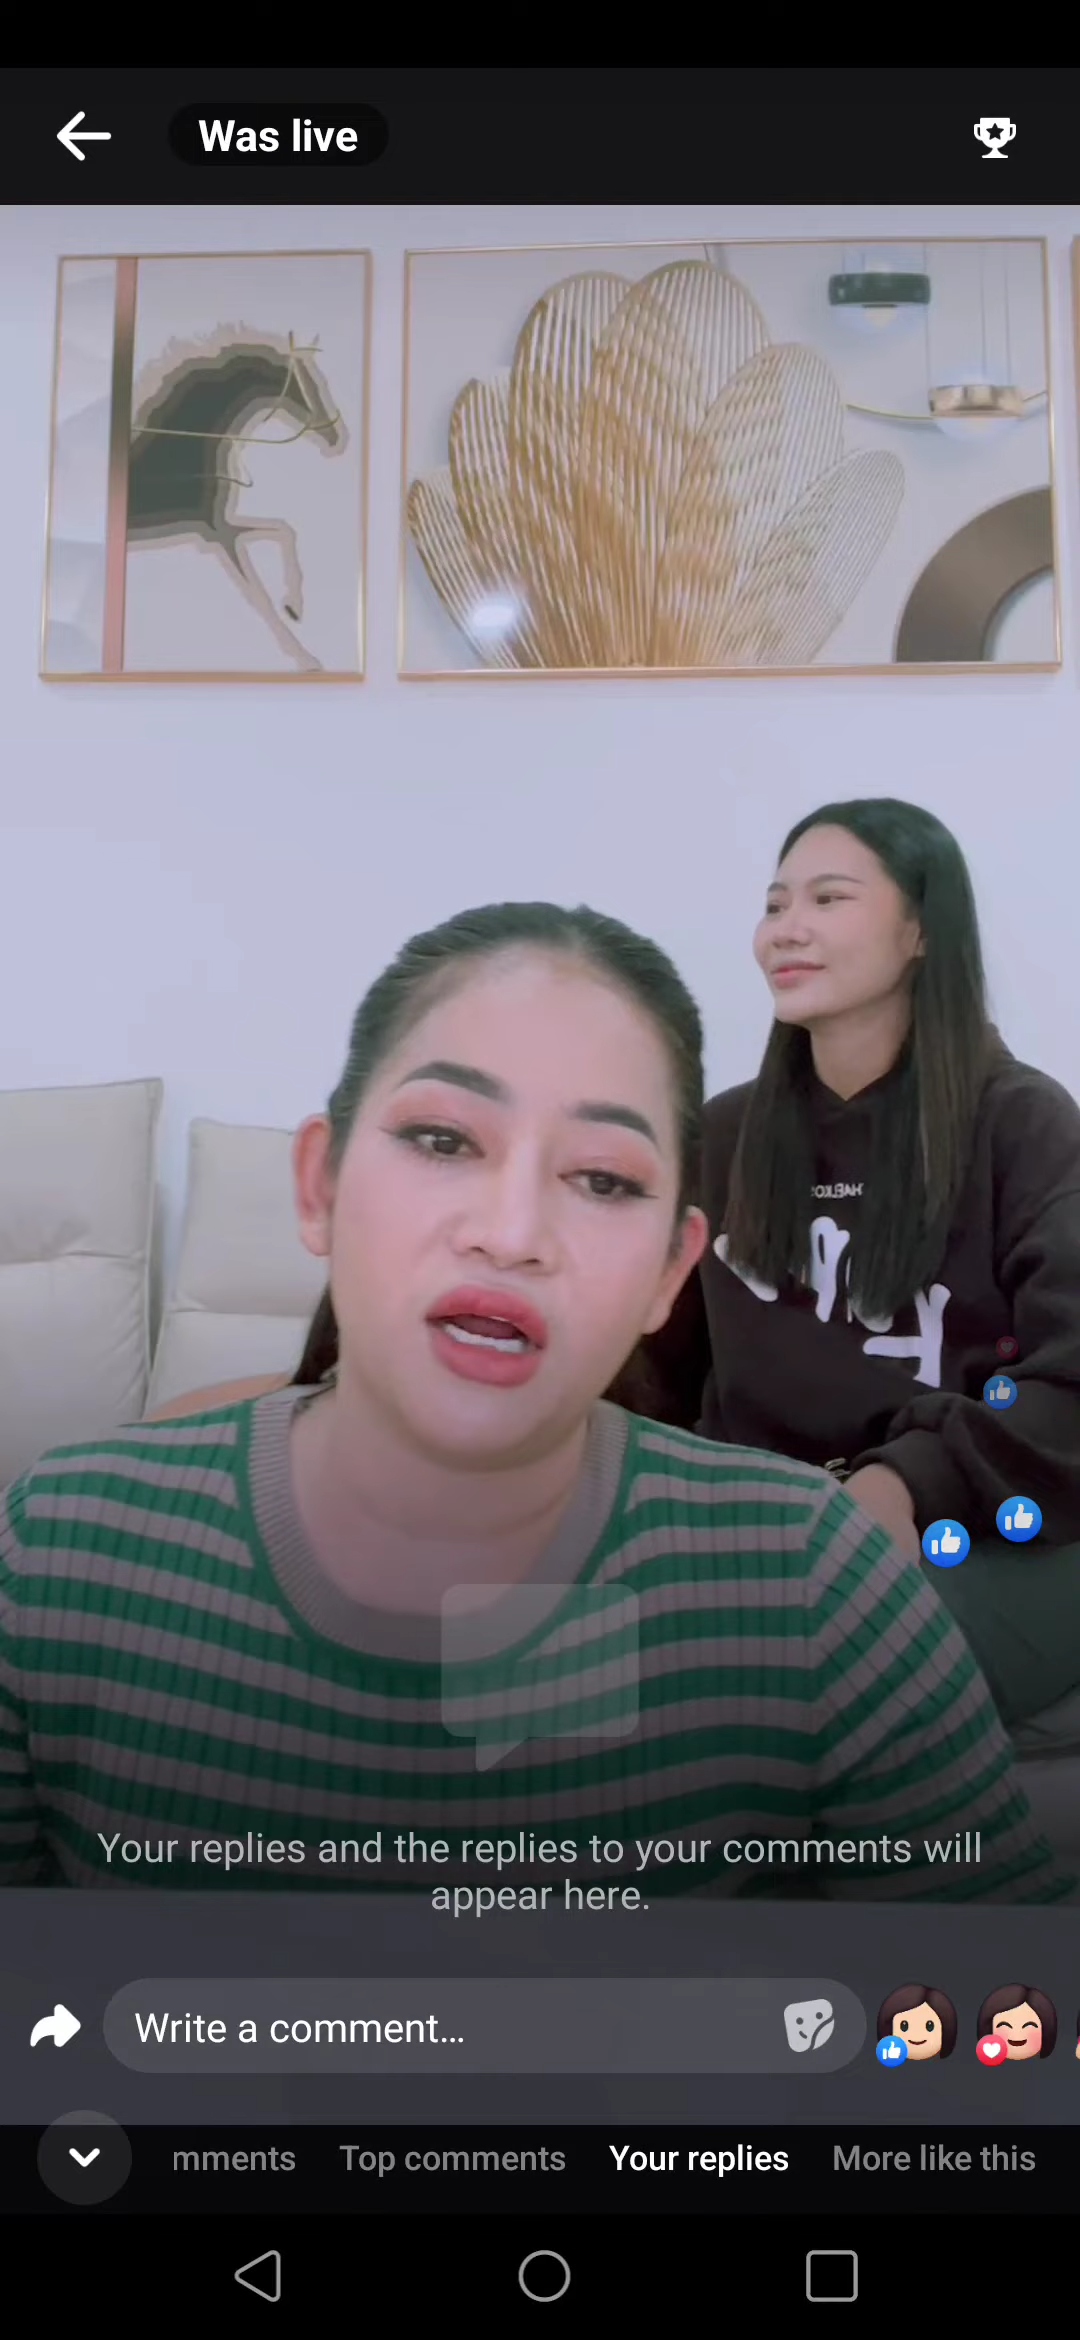 Was live
Your replies and the replies to your comments will
appear here.
Write a comment...
mments Top comments Your replies More like this